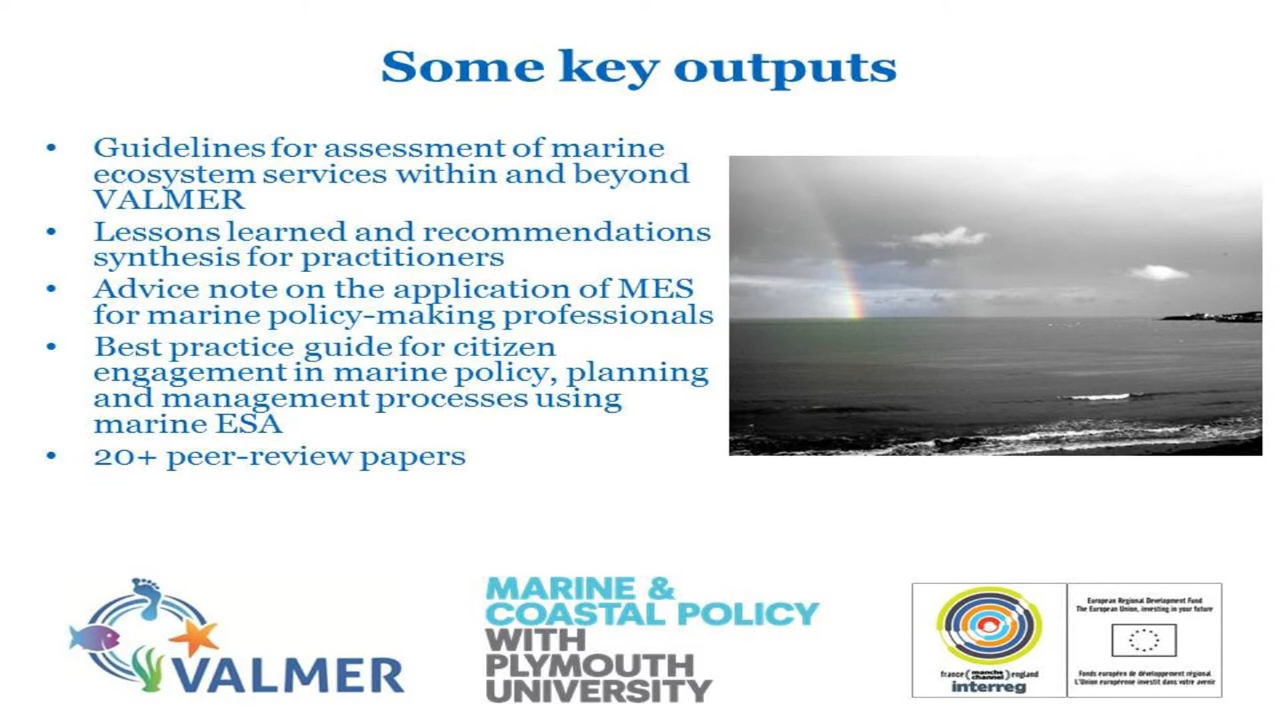 Some key outputs
• Guidelines for assessment of marine
ecosystem services within and beyond
VALMER
• Lessons learned and recommendations
synthesis for practitioners
• Advice note on the application of MES
for marine policy-making professionals
• Best practice guide for citizen
engagement in marine policy, planning
and management processes using
marine ESA
• 20+ peer-review papers
VALMER
MARINE &
COASTAL POLICY
WITH
PLYMOUTH
UNIVERSITY
france ( manche channel ) england
interreg
European Regional Development Fund
The European Union, investing in your future
Fonds européen de développement régional
L'Union européenne investit dans votre avenir